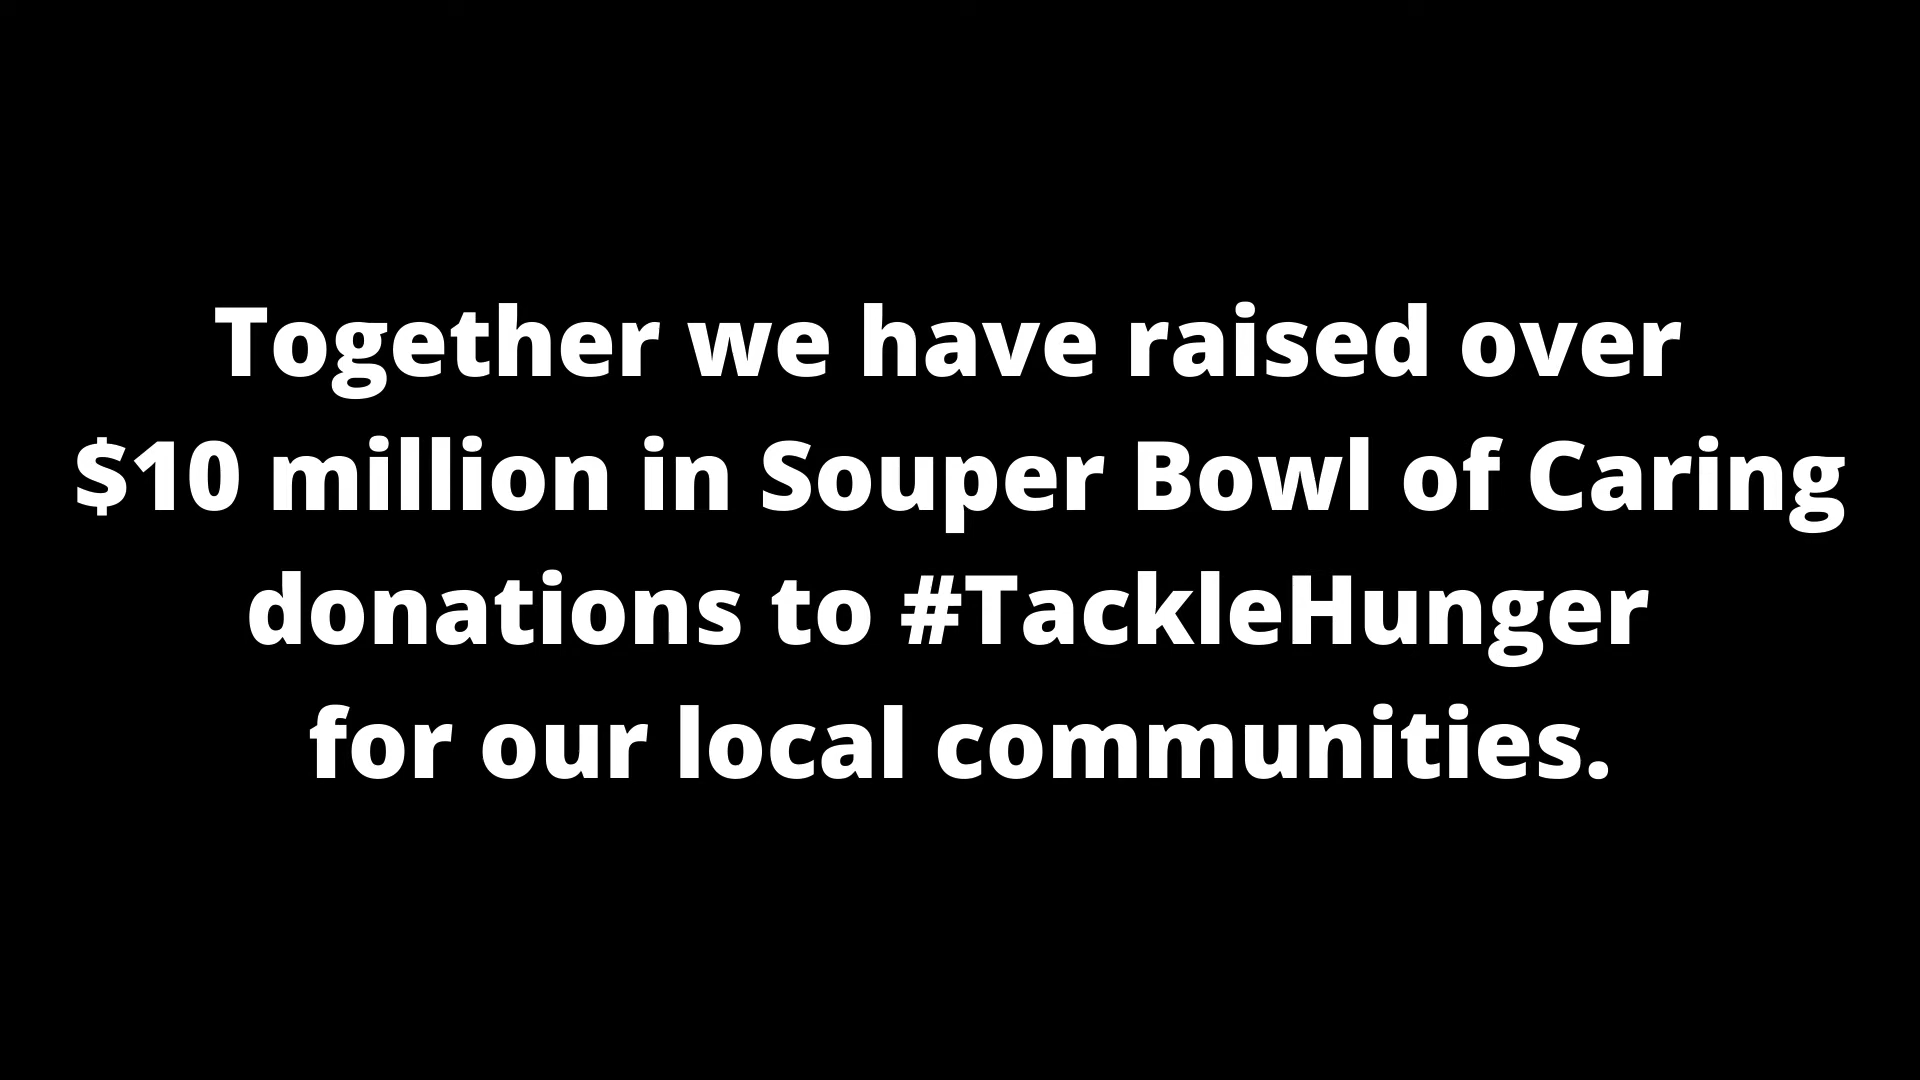 Together we have raised over
$10 million in Souper Bowl of Caring
donations to #TackleHunger
for our local communities.